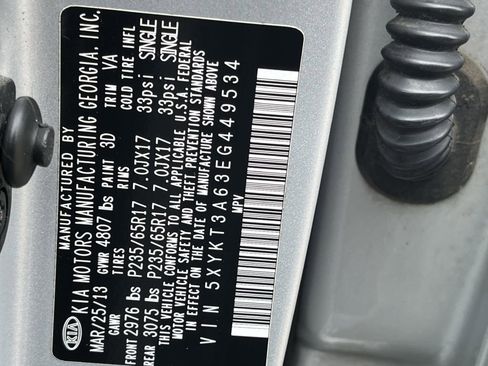 KIA
MANUFACTURED BY
KIA MOTORS MANUFACTURING GEORGIA, INC.
MAR/25/13 GVWR 4807 lbs PAINT 3D TRIM VA
GAWR TIRES RIMS COLD TIRE INFL
FRONT 2976 lbs P235/65R17 7.0JX17 33psi SINGLE
REAR 3075 lbs P235/65R17 7.0JX17 33psi SINGLE
THIS VEHICLE CONFORMS TO ALL APPLICABLE U.S.A. FEDERAL
MOTOR VEHICLE SAFETY AND THEFT PREVENTION STANDARDS
IN EFFECT ON THE DATE OF MANUFACTURE SHOWN ABOVE
VIN 5XYKT3A63EG449534
MPV